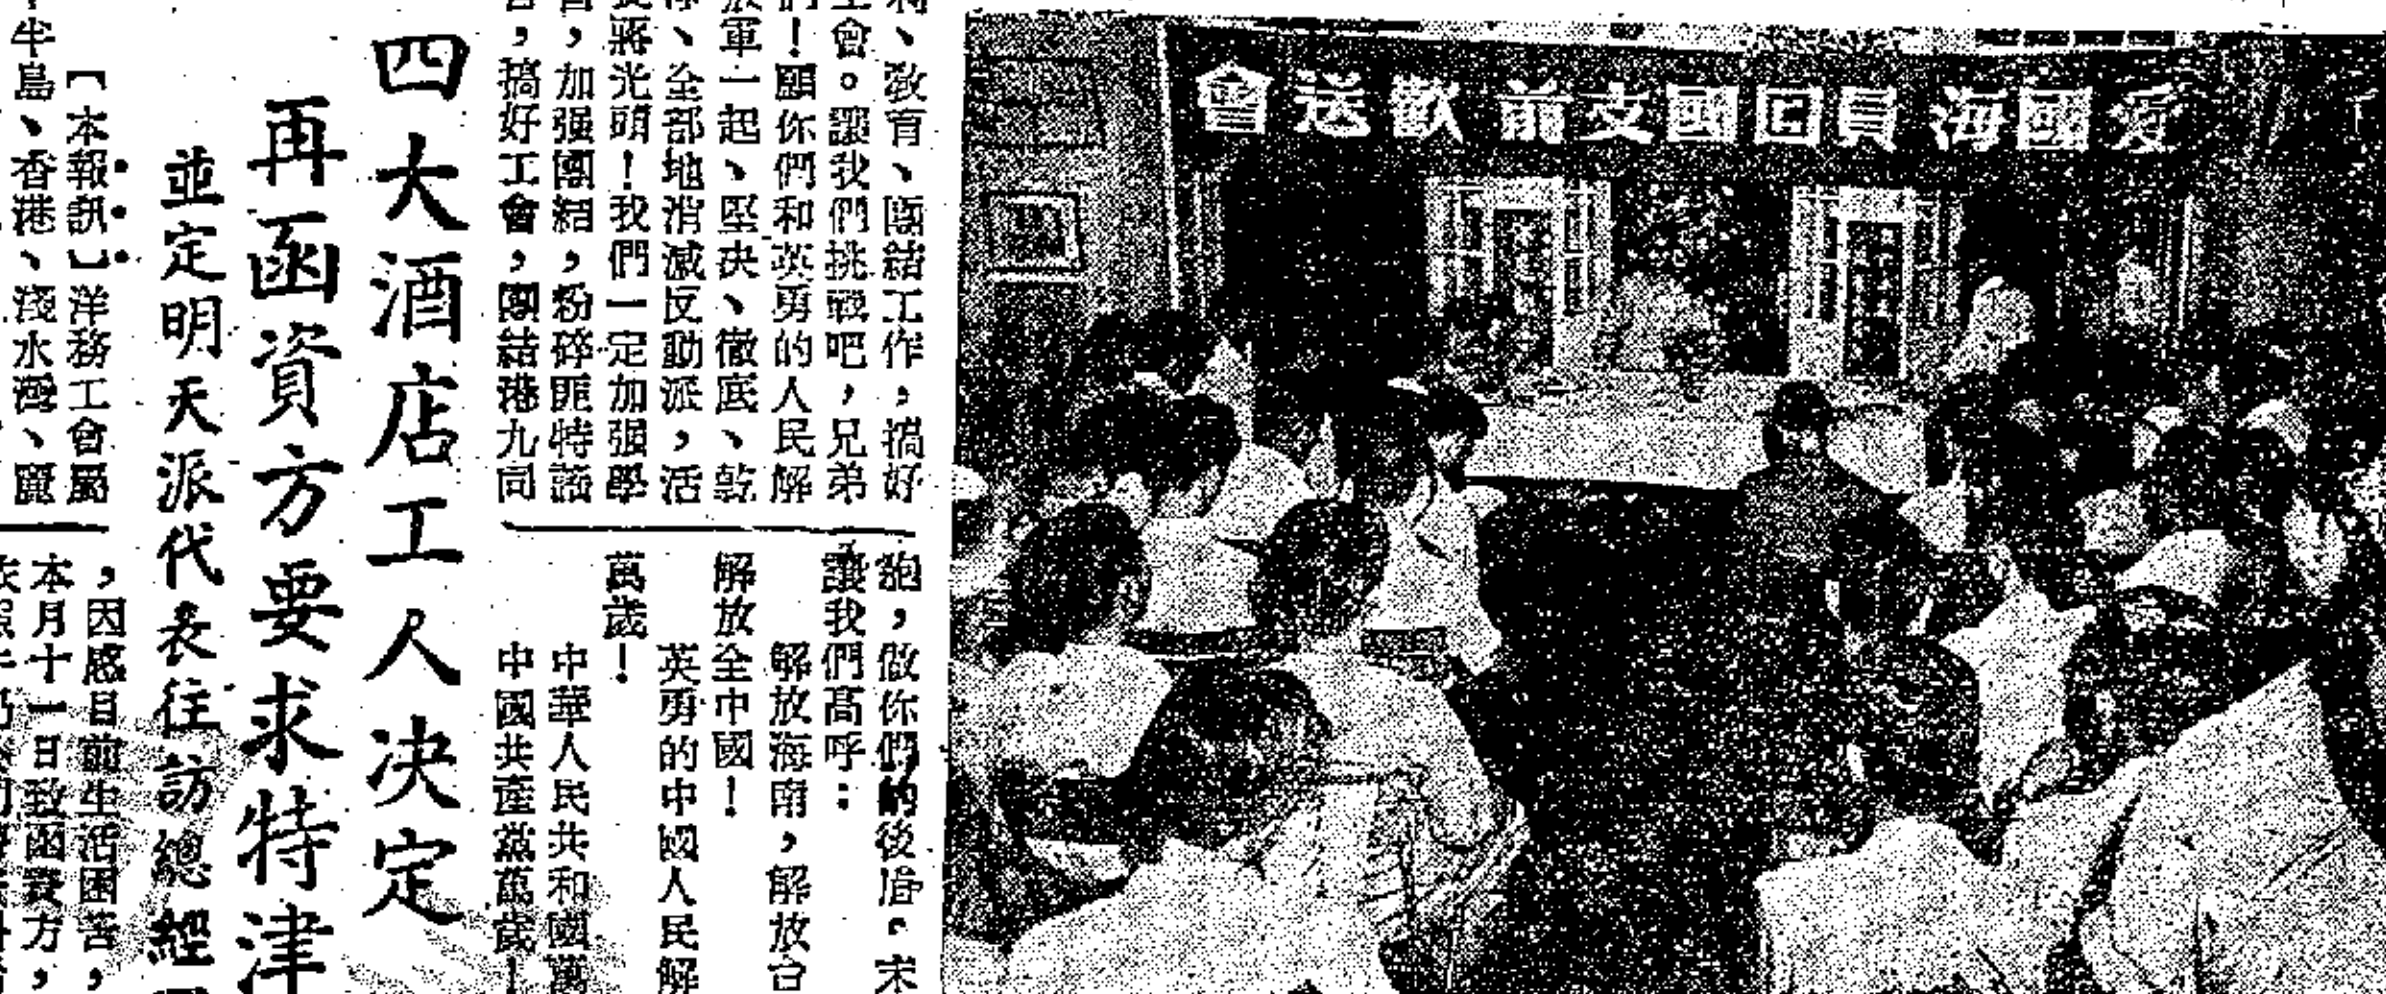 愛國海員回國支前歡送會
、教育、團結工作,搞好
工會。讓我們挑戰吧,兄弟
們!願你們和英勇的人民解
放軍一起、堅决、徹底、乾
淨、全部地消滅反動派,活
捉蔣光頭!我們一定加强學
習,加强團結,粉碎匪特謠
言,搞好工會,團結港九同
胞,做你們的後盾。末
讓我們高呼:
解放海南,解放台
解放全中國!
英勇的中國人民解
萬歲!
中華人民共和國萬
中國共產黨萬歲!
四大酒店工人决定
再函資方要求特津
並定明天派代表往訪總經
【本報訊】洋務工會屬
半島、香港、淺水灣、麗
,因感目前生活困苦,
本月十一日致函資方,
依照